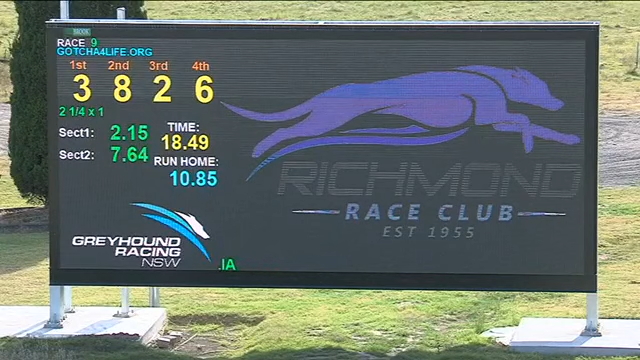 RACE 9
GOTCHA4LIFE.ORG
1st 2nd 3rd 4th
3 8 2 6
2 1/4 x 1
Sect1: 2.15
Sect2: 7.64
TIME:
18.49
RUN HOME:
10.85
GREYHOUND
RACING
NSW
.IA
RICHMOND
RACE CLUB
EST 1955